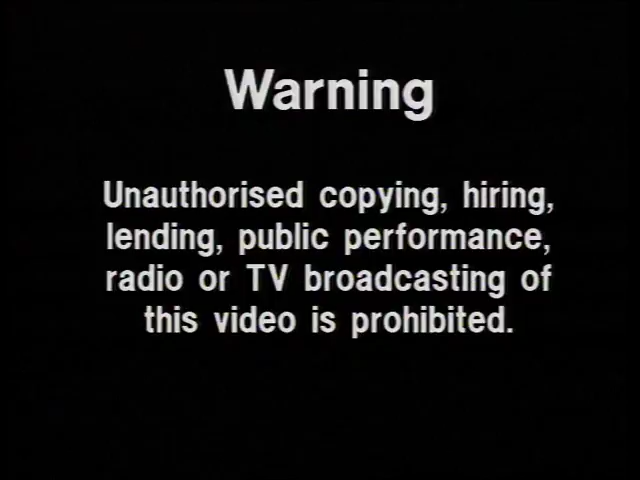 Warning
Unauthorised copying, hiring,
lending, public performance,
radio or TV broadcasting of
this video is prohibited.